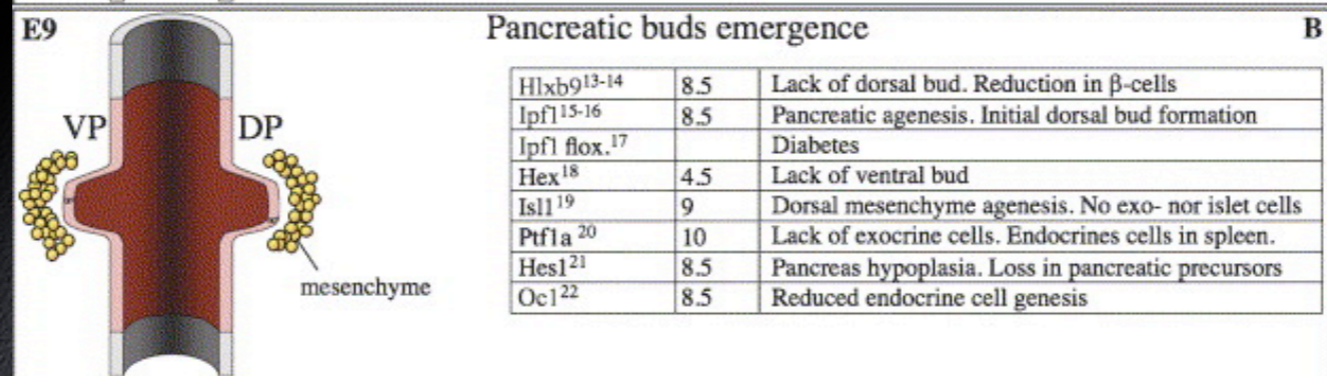 E9 Pancreatic buds emergence B
VP DP
mesenchyme
Hlxb9¹³⁻¹⁴ 8.5 Lack of dorsal bud. Reduction in β-cells
Ipf1¹⁵⁻¹⁶ 8.5 Pancreatic agenesis. Initial dorsal bud formation
Ipf1 flox.¹⁷ Diabetes
Hex¹⁸ 4.5 Lack of ventral bud
Isl1¹⁹ 9 Dorsal mesenchyme agenesis. No exo- nor islet cells
Ptf1a ²⁰ 10 Lack of exocrine cells. Endocrines cells in spleen.
Hes1²¹ 8.5 Pancreas hypoplasia. Loss in pancreatic precursors
Oc1²² 8.5 Reduced endocrine cell genesis